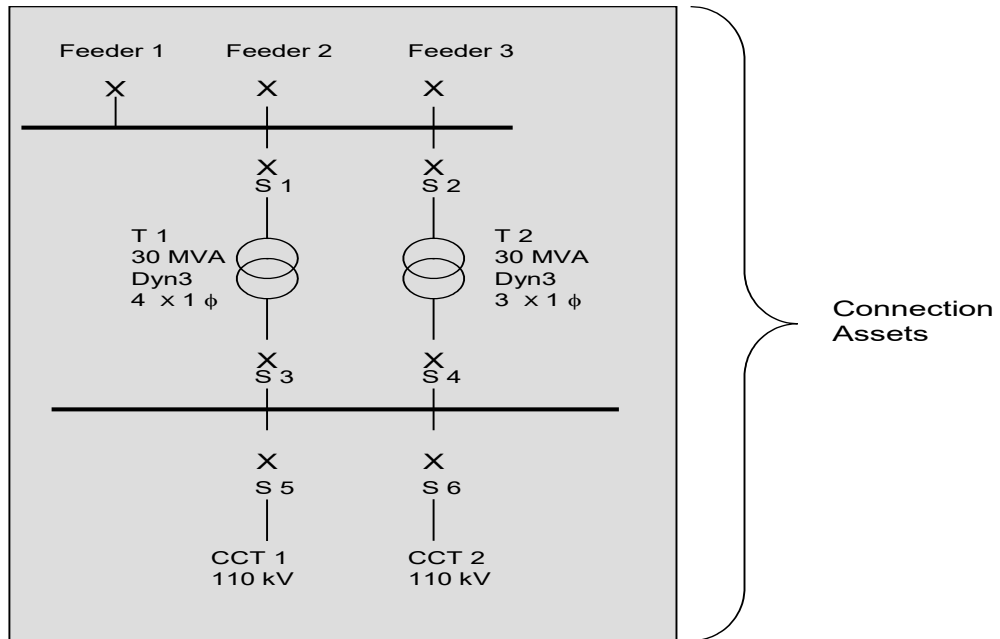 Feeder 1
Feeder 2
Feeder 3
S 1
S 2
T 1
30 MVA
Dyn3
4 x 1 ϕ
T 2
30 MVA
Dyn3
3 x 1 ϕ
S 3
S 4
S 5
S 6
CCT 1
110 kV
CCT 2
110 kV
Connection
Assets